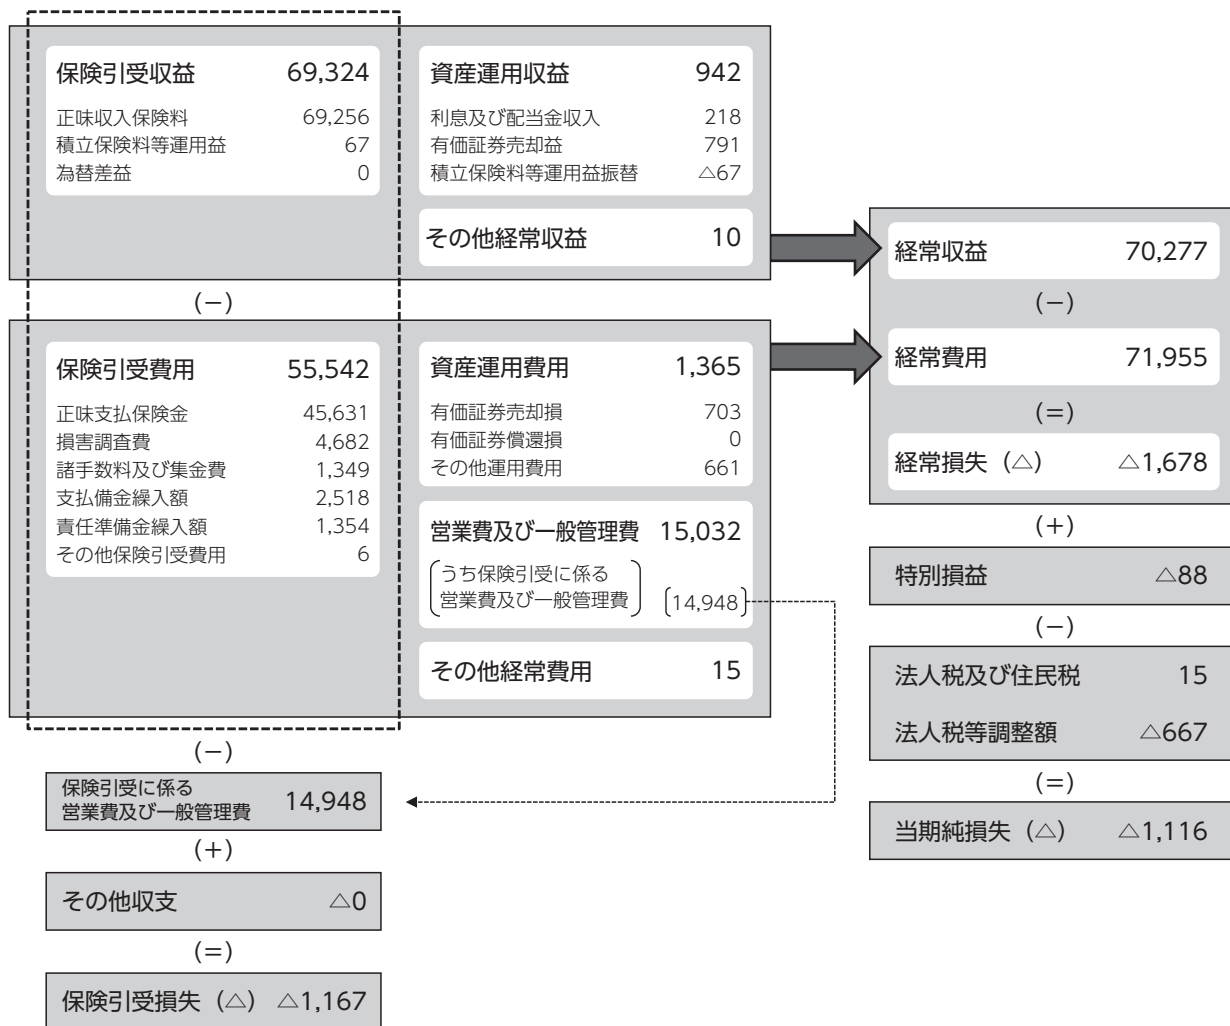 保険引受収益 69,324
正味収入保険料 69,256
積立保険料等運用益 67
為替差益 0
資産運用収益 942
利息及び配当金収入 218
有価証券売却益 791
積立保険料等運用益振替 △67
その他経常収益 10
(−)
保険引受費用 55,542
正味支払保険金 45,631
損害調査費 4,682
諸手数料及び集金費 1,349
支払備金繰入額 2,518
責任準備金繰入額 1,354
その他保険引受費用 6
資産運用費用 1,365
有価証券売却損 703
有価証券償還損 0
その他運用費用 661
営業費及び一般管理費 15,032
うち保険引受に係る
営業費及び一般管理費 [14,948]
その他経常費用 15
(−)
保険引受に係る
営業費及び一般管理費 14,948
(+)
その他収支 △0
(=)
保険引受損失 (△) △1,167
経常収益 70,277
(−)
経常費用 71,955
(=)
経常損失 (△) △1,678
(+)
特別損益 △88
(−)
法人税及び住民税 15
法人税等調整額 △667
(=)
当期純損失 (△) △1,116